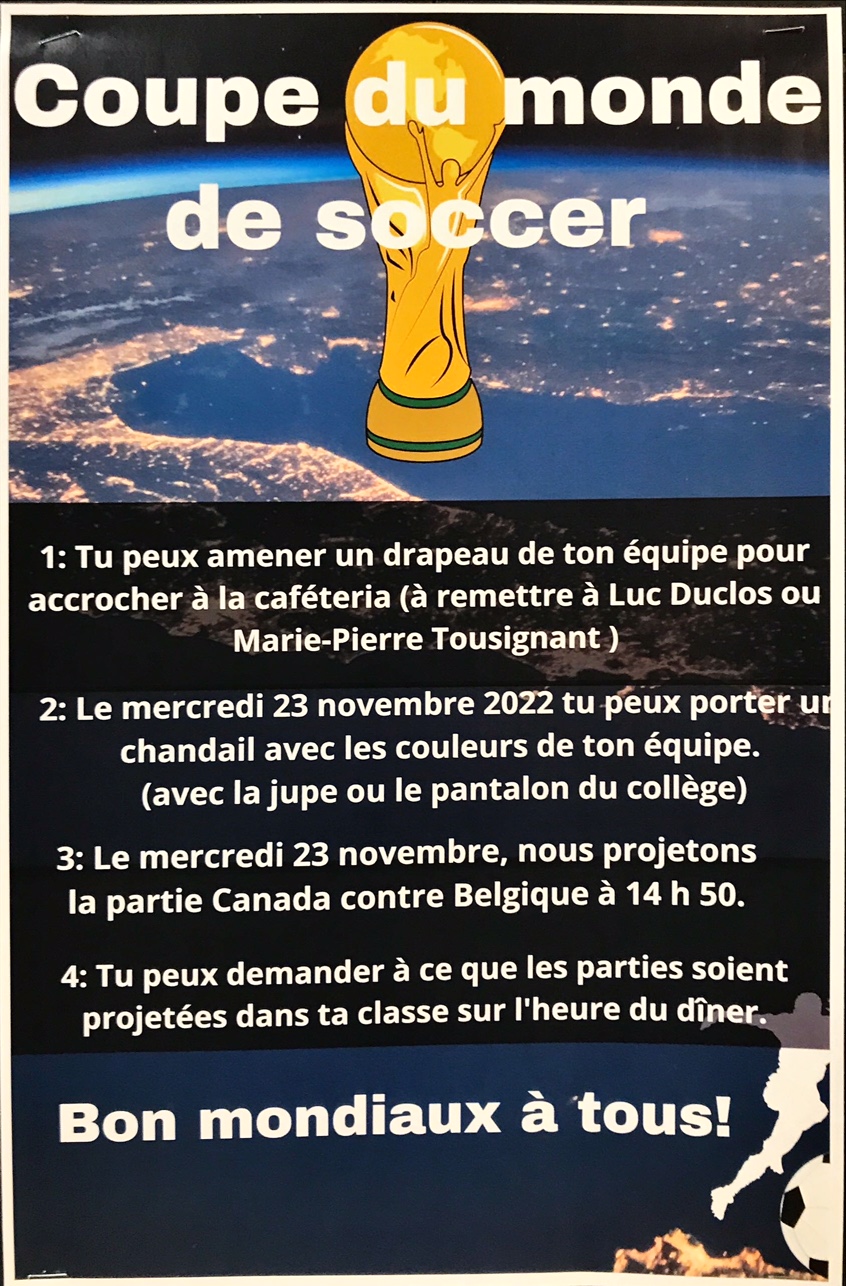 Coupe du monde
de soccer
1: Tu peux amener un drapeau de ton équipe pour
accrocher à la caféteria (à remettre à Luc Duclos ou
Marie-Pierre Tousignant )
2: Le mercredi 23 novembre 2022 tu peux porter un
chandail avec les couleurs de ton équipe.
(avec la jupe ou le pantalon du collège)
3: Le mercredi 23 novembre, nous projetons
la partie Canada contre Belgique à 14 h 50.
4: Tu peux demander à ce que les parties soient
projetées dans ta classe sur l'heure du dîner.
Bon mondiaux à tous!